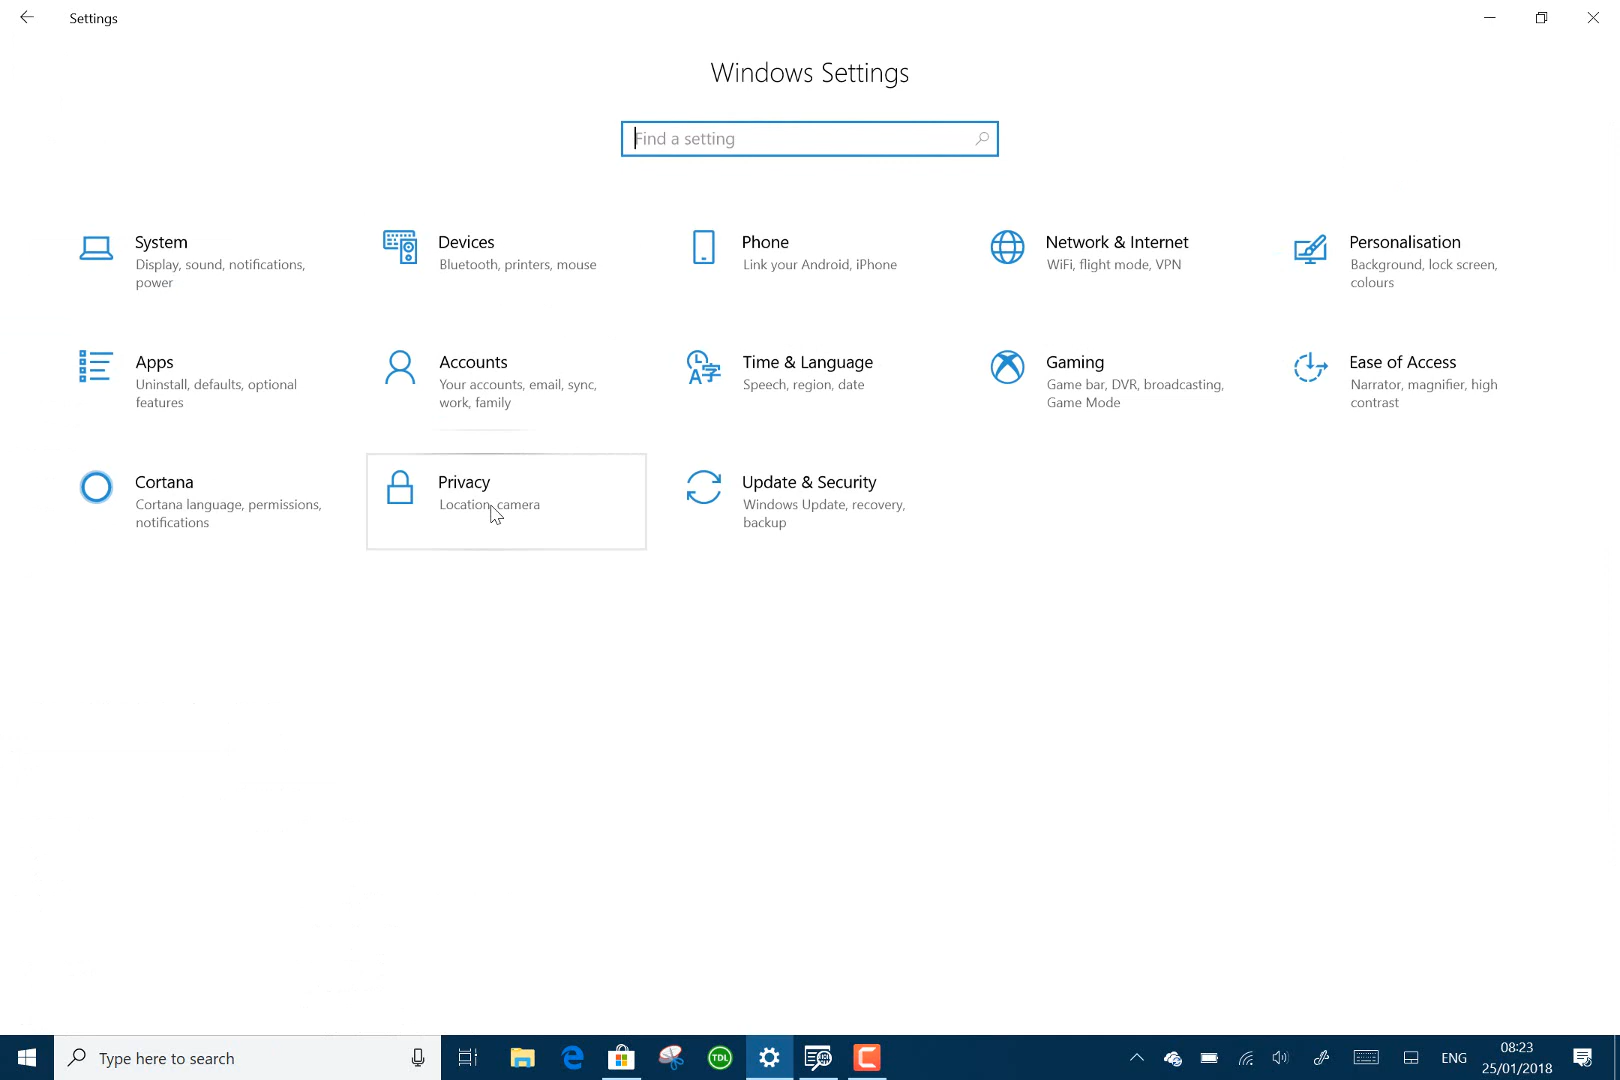 Settings
Windows Settings
Find a setting
System
Display, sound, notifications,
power
Devices
Bluetooth, printers, mouse
Phone
Link your Android, iPhone
Network & Internet
WiFi, flight mode, VPN
Personalisation
Background, lock screen,
colours
Apps
Uninstall, defaults, optional
features
Accounts
Your accounts, email, sync,
work, family
Time & Language
Speech, region, date
Gaming
Game bar, DVR, broadcasting,
Game Mode
Ease of Access
Narrator, magnifier, high
contrast
Cortana
Cortana language, permissions,
notifications
Privacy
Location, camera
Update & Security
Windows Update, recovery,
backup
Type here to search
TDL
ENG
08:23
25/01/2018